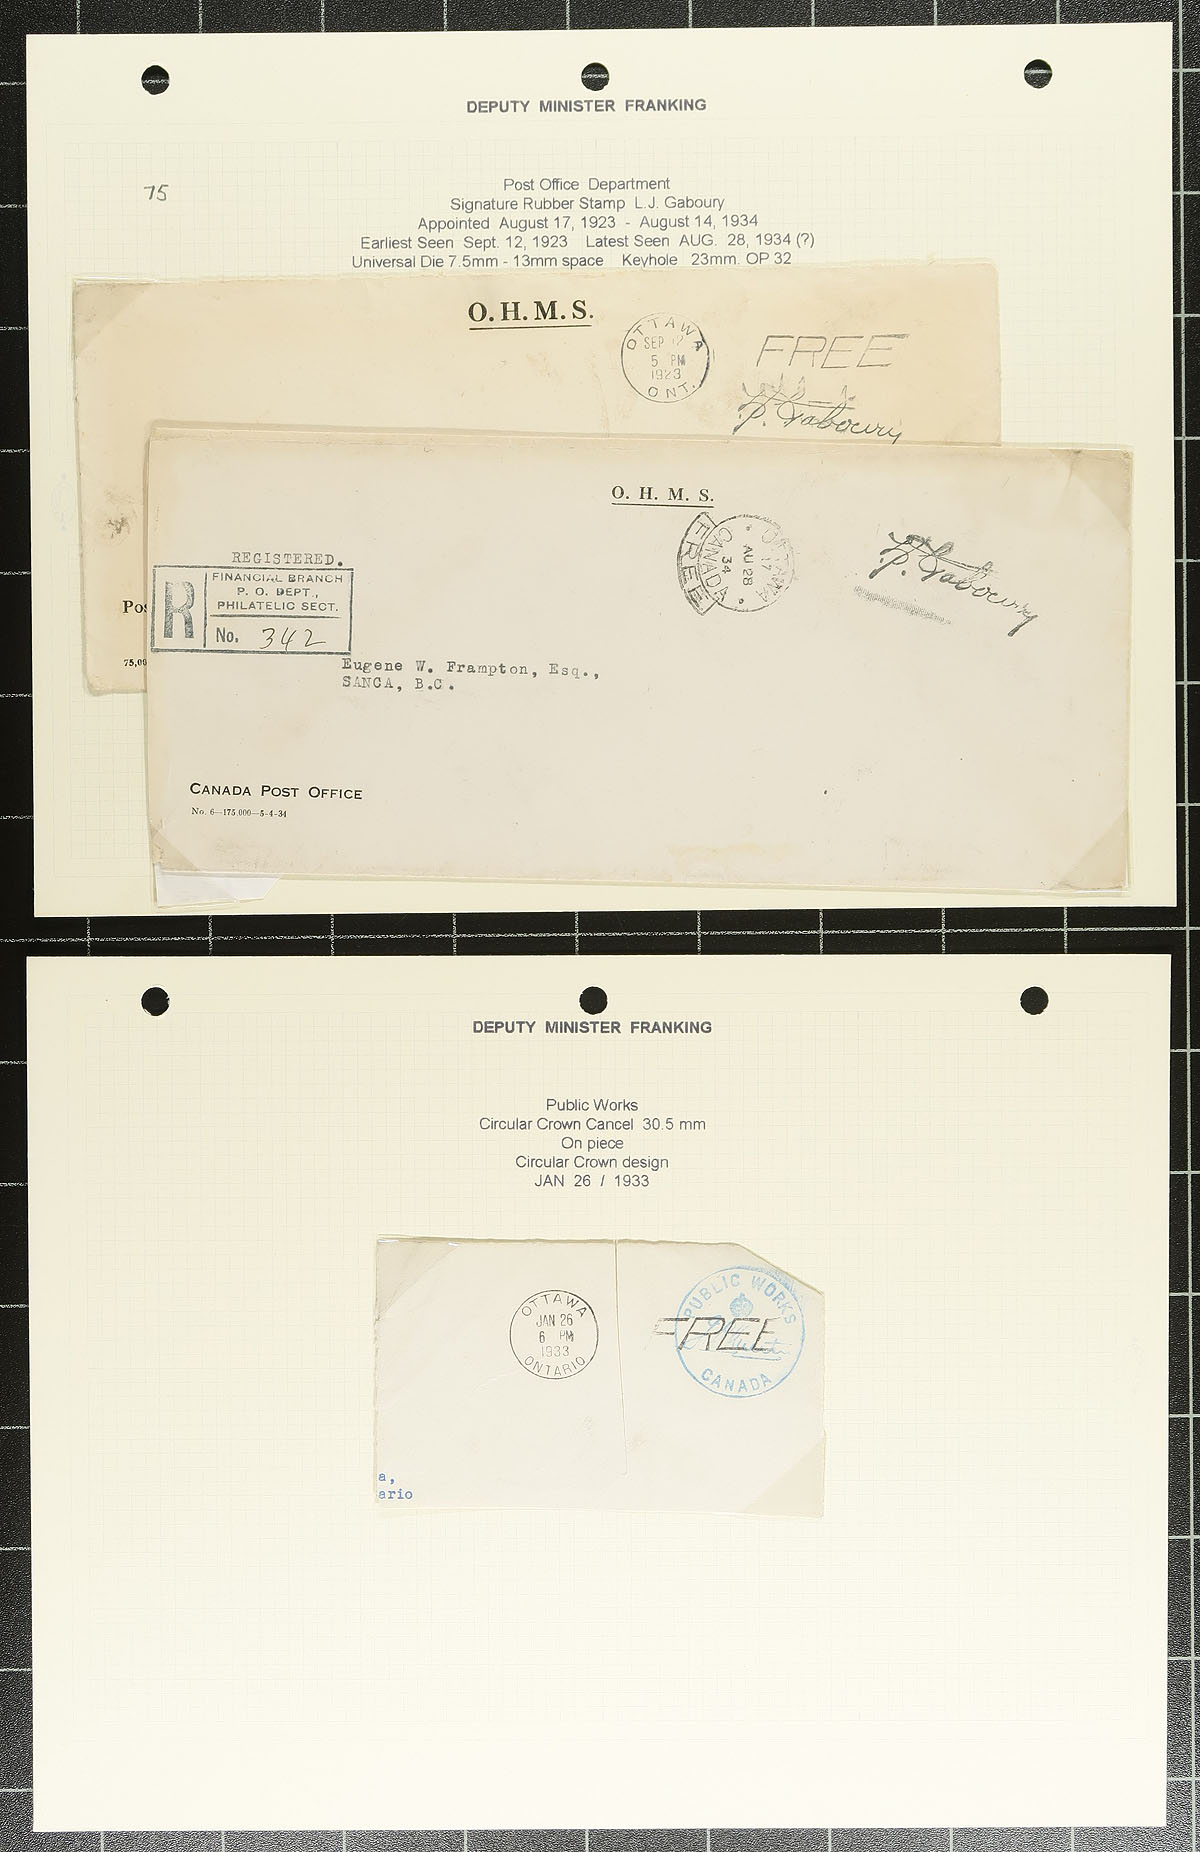 DEPUTY MINISTER FRANKING
75
Post Office Department
Signature Rubber Stamp L.J. Gaboury
Appointed August 17, 1923 - August 14, 1934
Earliest Seen Sept. 12, 1923 Latest Seen AUG. 28, 1934 (?)
Universal Die 7.5mm - 13mm space Keyhole 23mm. OP 32
O.H.M.S.
OTTAWA
SEP 12
5 PM
1923
ONT.
FREE
Gaboury
O. H. M. S.
OTTAWA
17
AU 28
34
CANADA
FREE
Gaboury
REGISTERED.
R
FINANCIAL BRANCH
P. O. DEPT.,
PHILATELIC SECT.
No. 342
Pos
75,00
Eugene W. Frampton, Esq.,
SANCA, B.C.
CANADA POST OFFICE
No. 6—175,000—5-4-34
DEPUTY MINISTER FRANKING
Public Works
Circular Crown Cancel 30.5 mm
On piece
Circular Crown design
JAN 26 / 1933
OTTAWA
JAN 26
6 PM
1933
ONTARIO
PUBLIC WORKS
FREE
CANADA
a,
ario